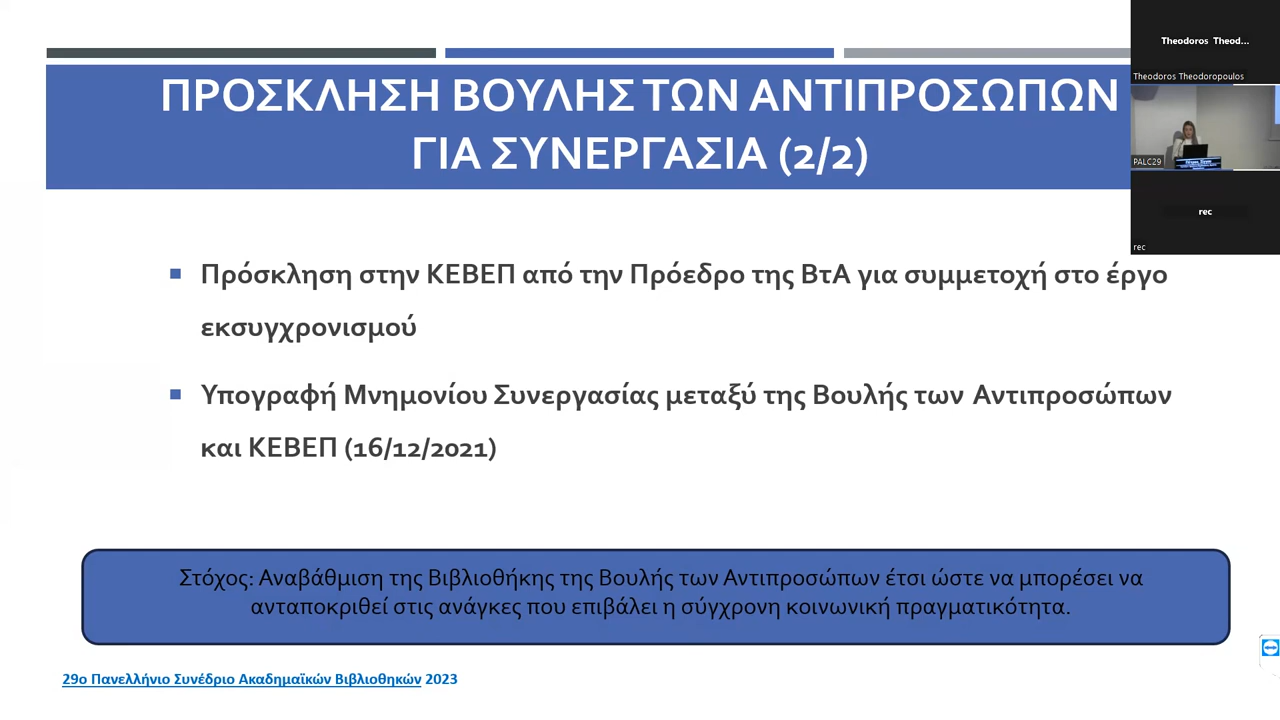 ΠΡΟΣΚΛΗΣΗ ΒΟΥΛΗΣ ΤΩΝ ΑΝΤΙΠΡΟΣΩΠΩΝ
ΓΙΑ ΣΥΝΕΡΓΑΣΙΑ (2/2)
Theodoros Theod...
Theodoros Theodoropoulos
PALC29
rec
rec
Πρόσκληση στην ΚΕΒΕΠ από την Πρόεδρο της ΒτΑ για συμμετοχή στο έργο
εκσυγχρονισμού
Υπογραφή Μνημονίου Συνεργασίας μεταξύ της Βουλής των Αντιπροσώπων
και ΚΕΒΕΠ (16/12/2021)
Στόχος: Αναβάθμιση της Βιβλιοθήκης της Βουλής των Αντιπροσώπων έτσι ώστε να μπορέσει να
ανταποκριθεί στις ανάγκες που επιβάλει η σύγχρονη κοινωνική πραγματικότητα.
29ο Πανελλήνιο Συνέδριο Ακαδημαϊκών Βιβλιοθηκών 2023